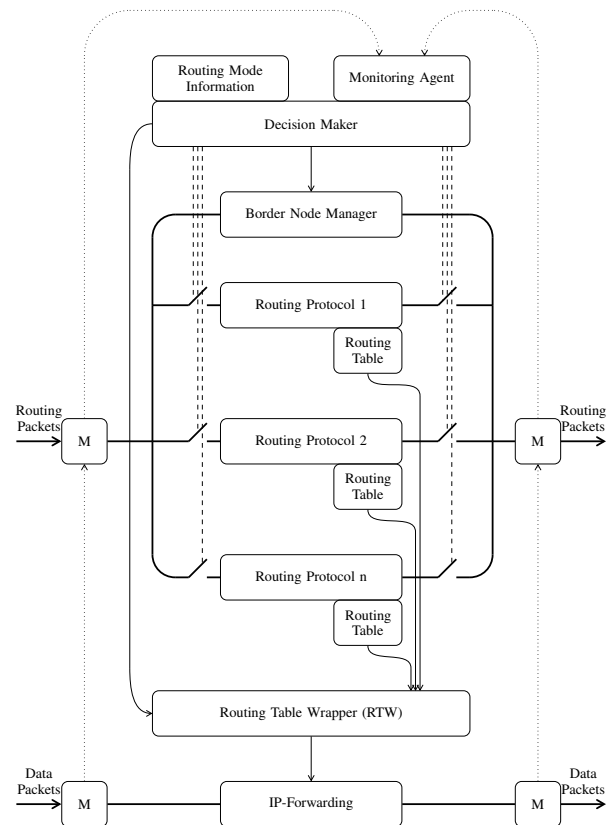 Routing Mode
Information
Monitoring Agent
Decision Maker
Border Node Manager
Routing Protocol 1
Routing
Table
Routing
Packets
M
Routing Protocol 2
M
Routing
Packets
Routing
Table
Routing Protocol n
Routing
Table
Routing Table Wrapper (RTW)
Data
Packets
M
IP-Forwarding
M
Data
Packets